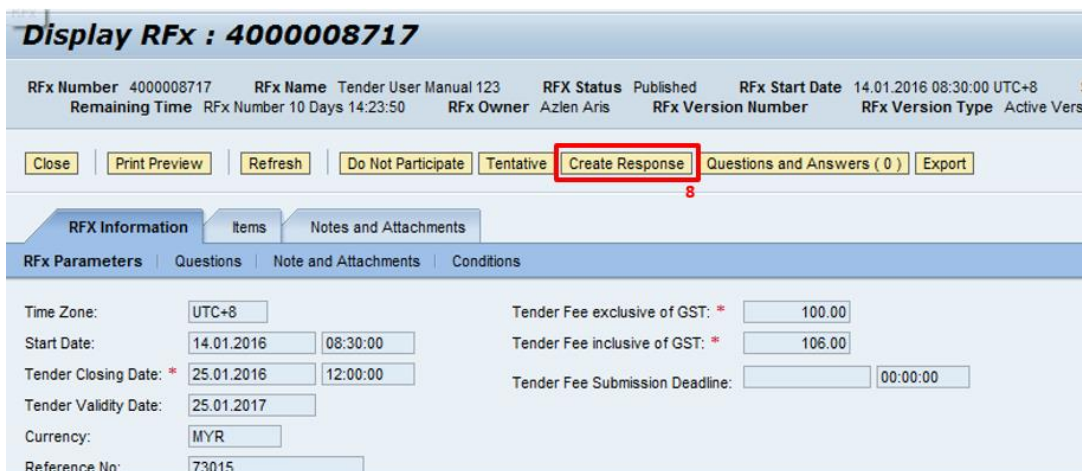 RFx
Display RFx : 4000008717
RFx Number 4000008717 RFx Name Tender User Manual 123 RFX Status Published RFx Start Date 14.01.2016 08:30:00 UTC+8
Remaining Time RFx Number 10 Days 14:23:50 RFx Owner Azlen Aris RFx Version Number RFx Version Type Active Vers
Close Print Preview Refresh Do Not Participate Tentative Create Response Questions and Answers ( 0 ) Export
8
RFX Information Items Notes and Attachments
RFx Parameters Questions Note and Attachments Conditions
Time Zone: UTC+8 Tender Fee exclusive of GST: * 100.00
Start Date: 14.01.2016 08:30:00 Tender Fee inclusive of GST: * 106.00
Tender Closing Date: * 25.01.2016 12:00:00 Tender Fee Submission Deadline: 00:00:00
Tender Validity Date: 25.01.2017
Currency: MYR
Reference No: 73015